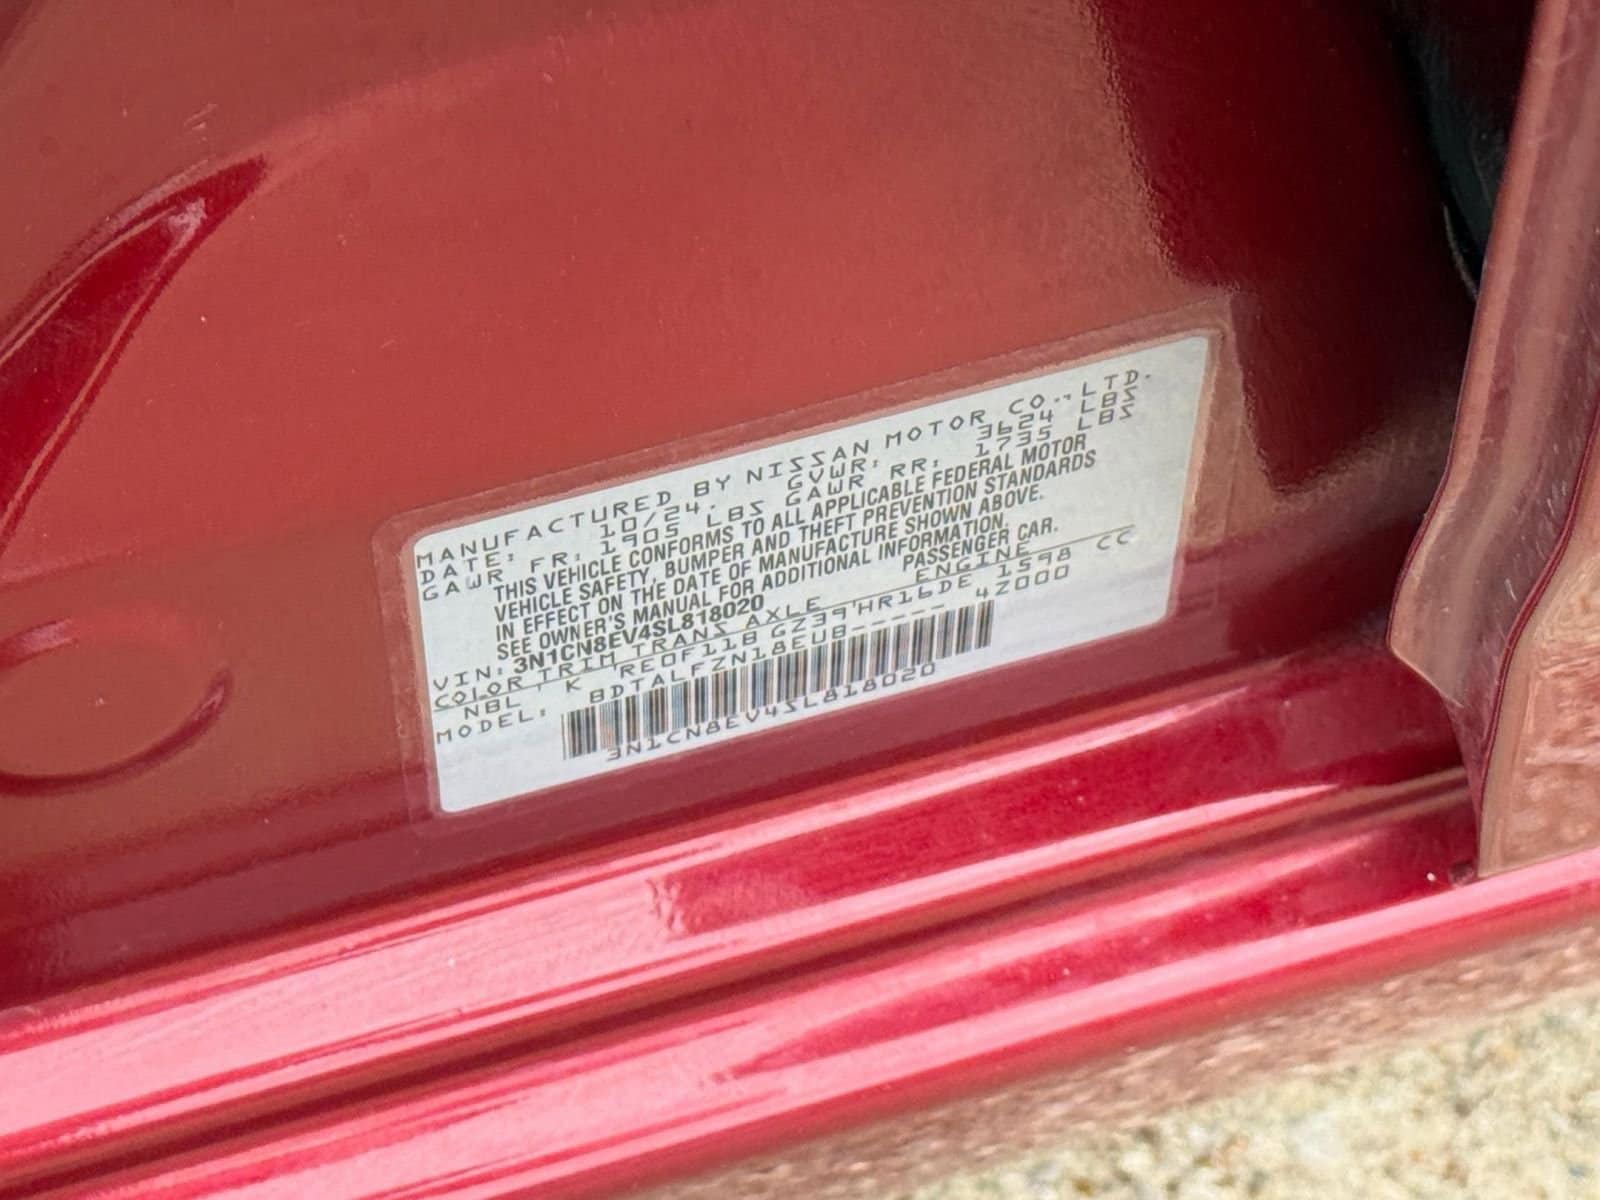 MANUFACTURED BY NISSAN MOTOR CO., LTD.
DATE: 10/24. GVWR: 3624 LBS
GAWR FR: 1905 LBS GAWR RR: 1735 LBS
THIS VEHICLE CONFORMS TO ALL APPLICABLE FEDERAL MOTOR
VEHICLE SAFETY, BUMPER AND THEFT PREVENTION STANDARDS
IN EFFECT ON THE DATE OF MANUFACTURE SHOWN ABOVE.
SEE OWNER'S MANUAL FOR ADDITIONAL INFORMATION.
VIN: 3N1CN8EV4SL818020 PASSENGER CAR.
COLOR TRIM TRANS AXLE ENGINE
NBL K RE0F11B GZ39 HR16DE 1598 CC
MODEL: BDTALFZN18EUB----- 4Z000
3N1CN8EV4SL818020